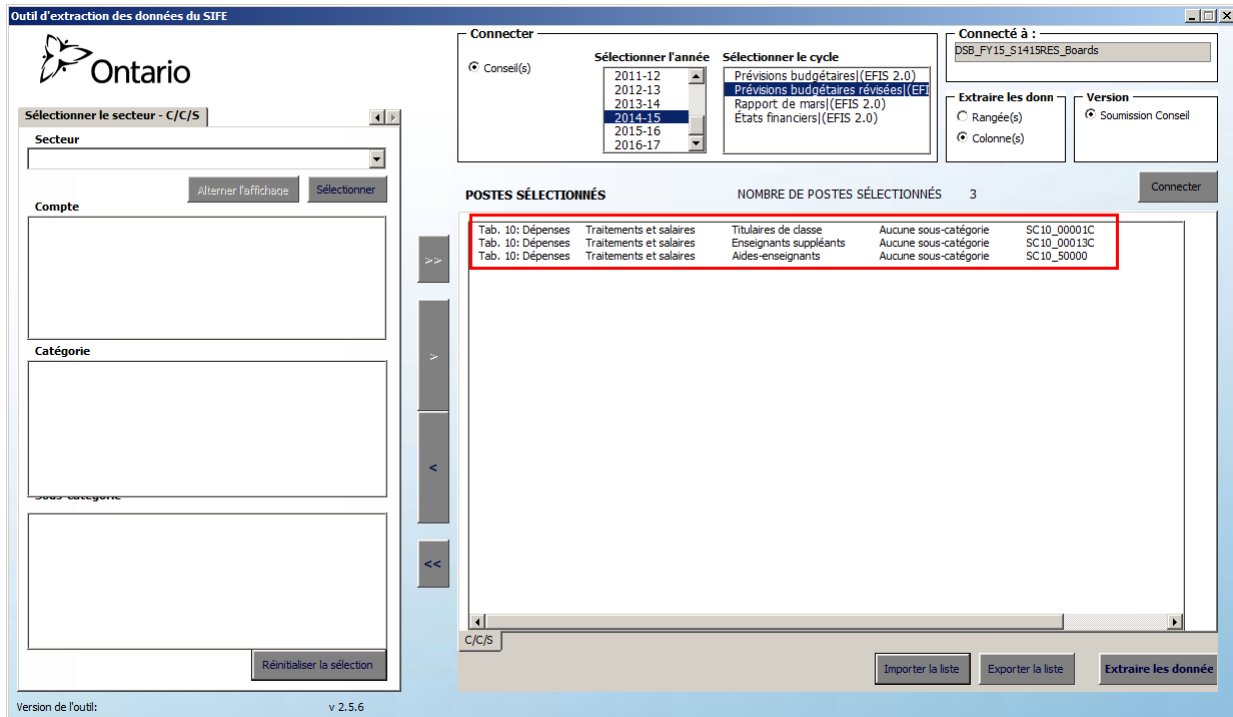 Outil d'extraction des données du SIFE
Ontario
Sélectionner le secteur - C/C/S
Secteur
Alterner l'affichage
Sélectionner
Compte
Catégorie
Sous-catégorie
Réinitialiser la sélection
Version de l'outil: v 2.5.6
>>
>
<
<<
Connecter
Conseil(s)
Sélectionner l'année
2011-12
2012-13
2013-14
2014-15
2015-16
2016-17
Sélectionner le cycle
Prévisions budgétaires|(EFIS 2.0)
Prévisions budgétaires révisées|(EFI
Rapport de mars|(EFIS 2.0)
États financiers|(EFIS 2.0)
Connecté à :
DSB_FY15_S1415RES_Boards
Extraire les donn
Rangée(s)
Colonne(s)
Version
Soumission Conseil
POSTES SÉLECTIONNÉS NOMBRE DE POSTES SÉLECTIONNÉS 3
Connecter
Tab. 10: Dépenses Traitements et salaires Titulaires de classe Aucune sous-catégorie SC10_00001C
Tab. 10: Dépenses Traitements et salaires Enseignants suppléants Aucune sous-catégorie SC10_00013C
Tab. 10: Dépenses Traitements et salaires Aides-enseignants Aucune sous-catégorie SC10_50000
C/C/S
Importer la liste
Exporter la liste
Extraire les donnée